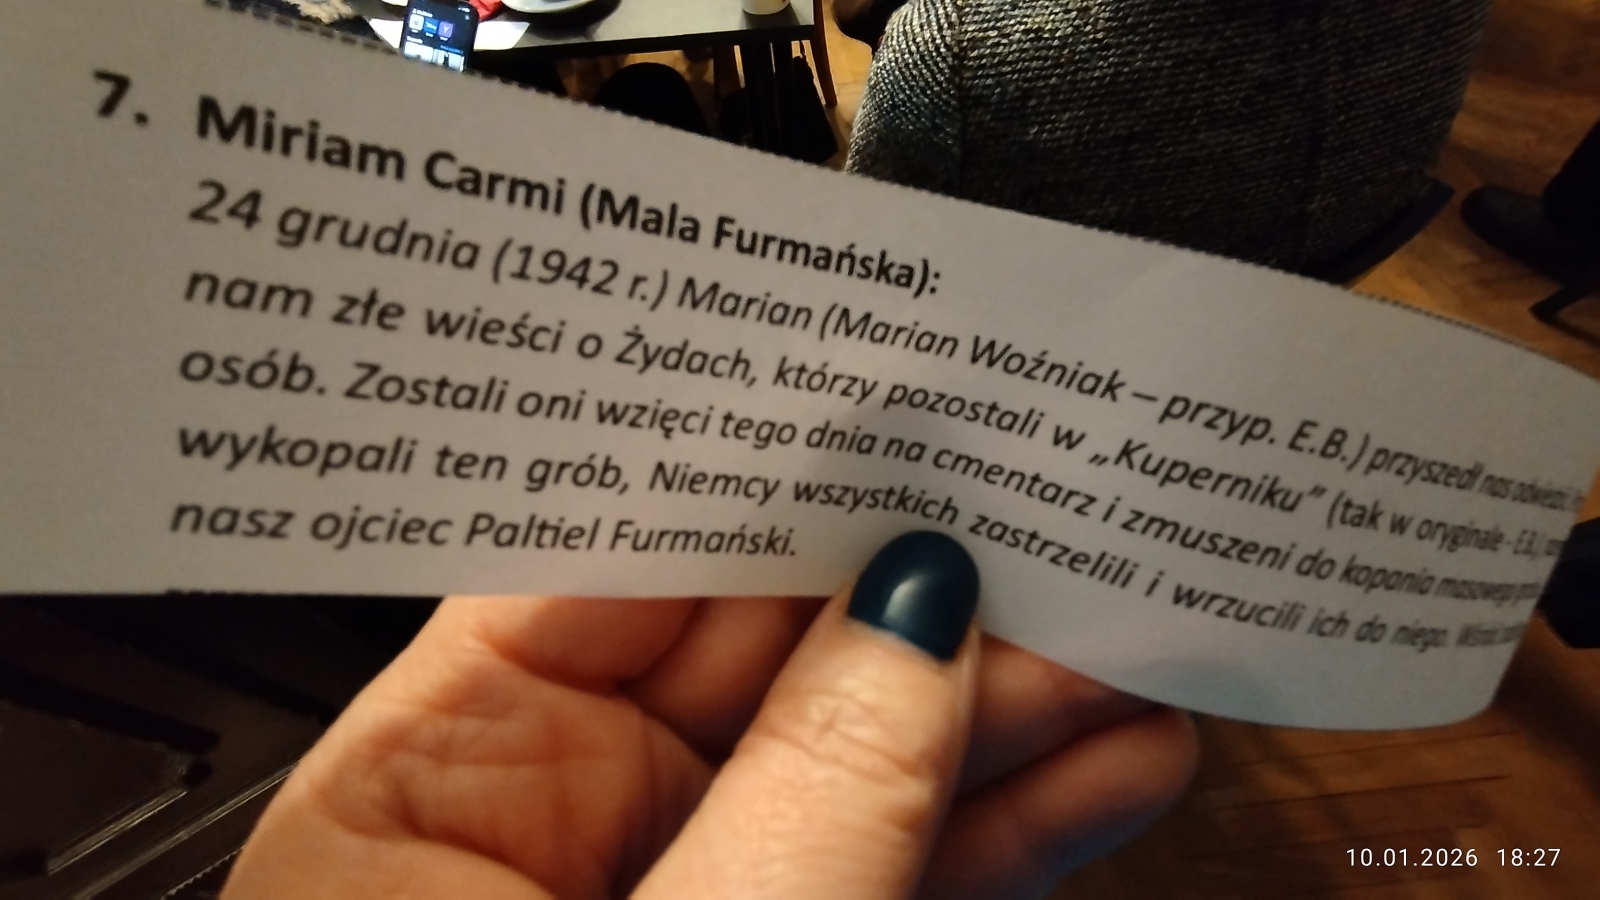 7. Miriam Carmi (Mala Furmańska):
24 grudnia (1942 r.) Marian (Marian Woźniak – przyp. E.B.) przyszedł nas
nam złe wieści o Żydach, którzy pozostali w „Kuperniku” (tak w oryginale - E.B.)
osób. Zostali oni wzięci tego dnia na cmentarz i zmuszeni do kopania masowego
wykopali ten grób, Niemcy wszystkich zastrzelili i wrzucili ich do niego.
nasz ojciec Paltiel Furmański.
10.01.2026 18:27